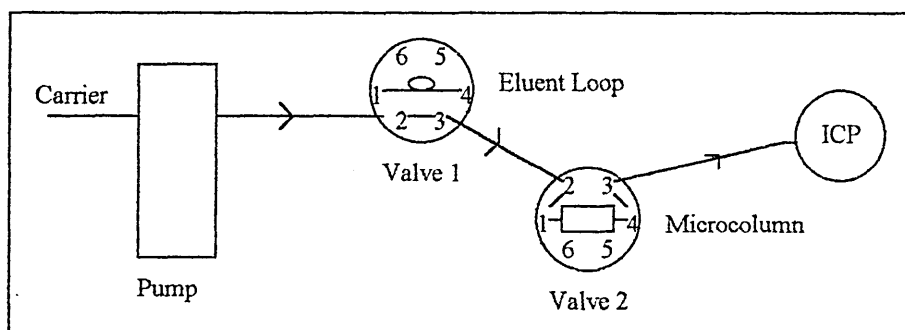 6 5
Carrier
1 4
Eluent Loop
2 3
ICP
Valve 1
2 3
1 4
Microcolumn
6 5
Pump
Valve 2